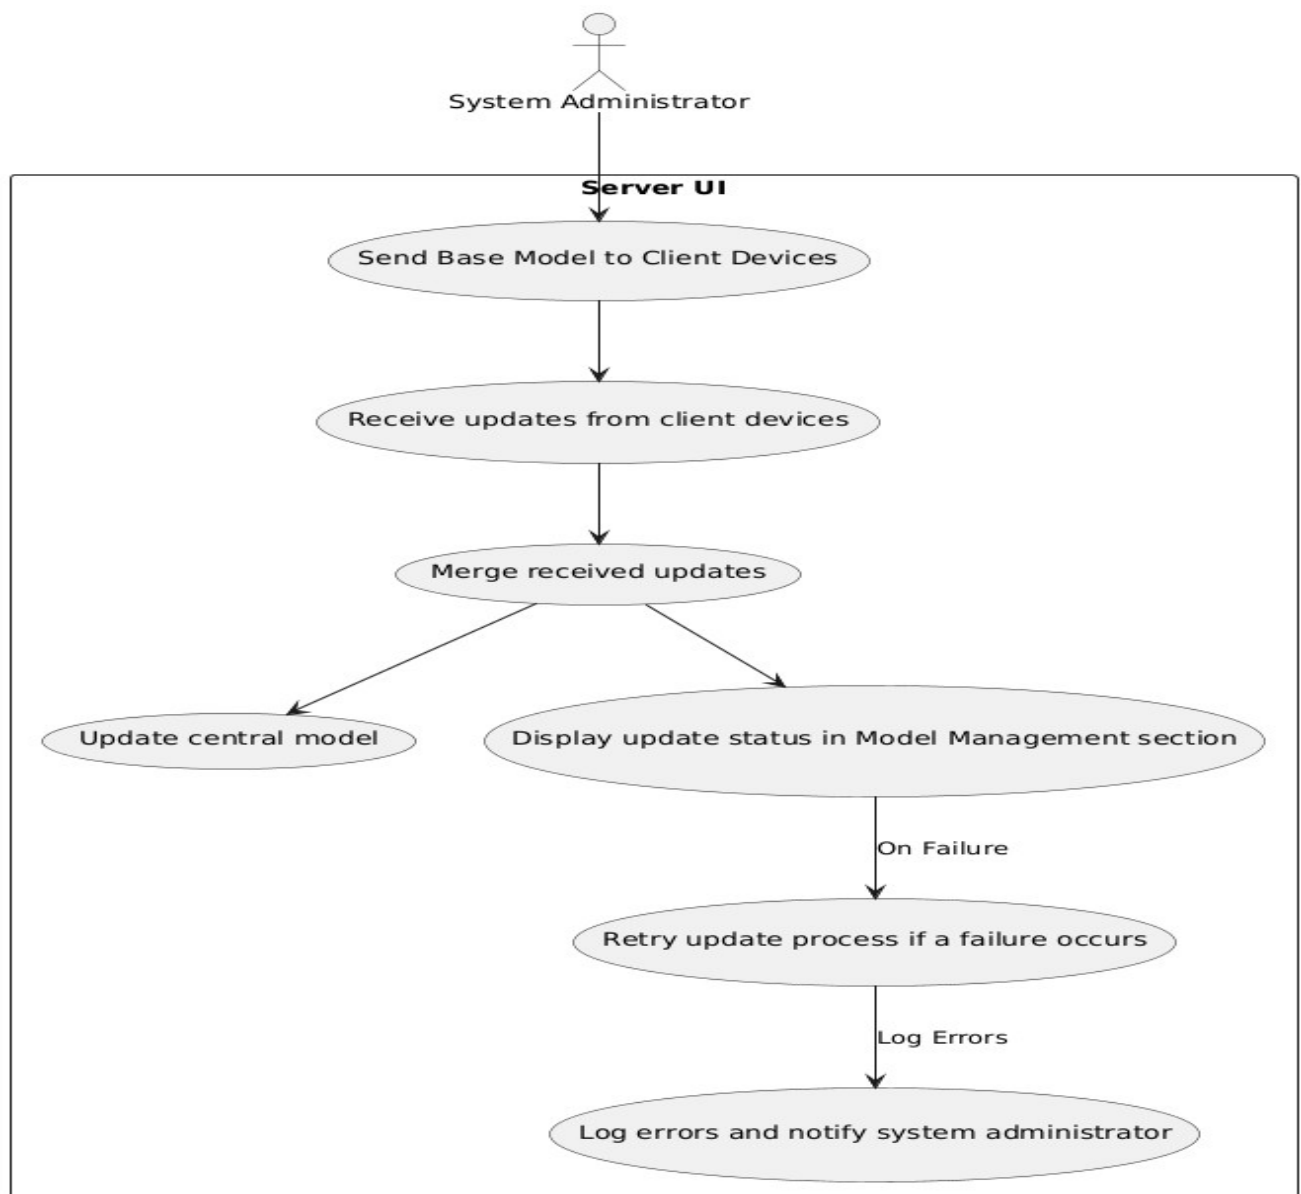 System Administrator
Server UI
Send Base Model to Client Devices
Receive updates from client devices
Merge received updates
Update central model
Display update status in Model Management section
On Failure
Retry update process if a failure occurs
Log Errors
Log errors and notify system administrator